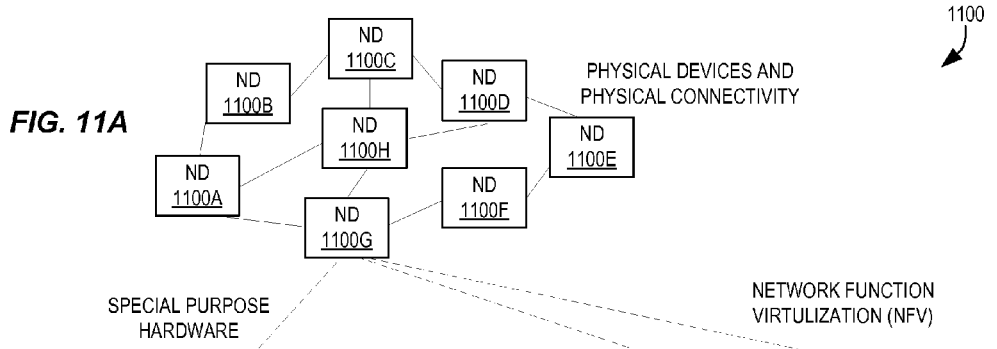 1100
ND
1100C
ND
1100B
ND
1100D
PHYSICAL DEVICES AND
PHYSICAL CONNECTIVITY
FIG. 11A
ND
1100H
ND
1100E
ND
1100A
ND
1100F
ND
1100G
SPECIAL PURPOSE
HARDWARE
NETWORK FUNCTION
VIRTULIZATION (NFV)